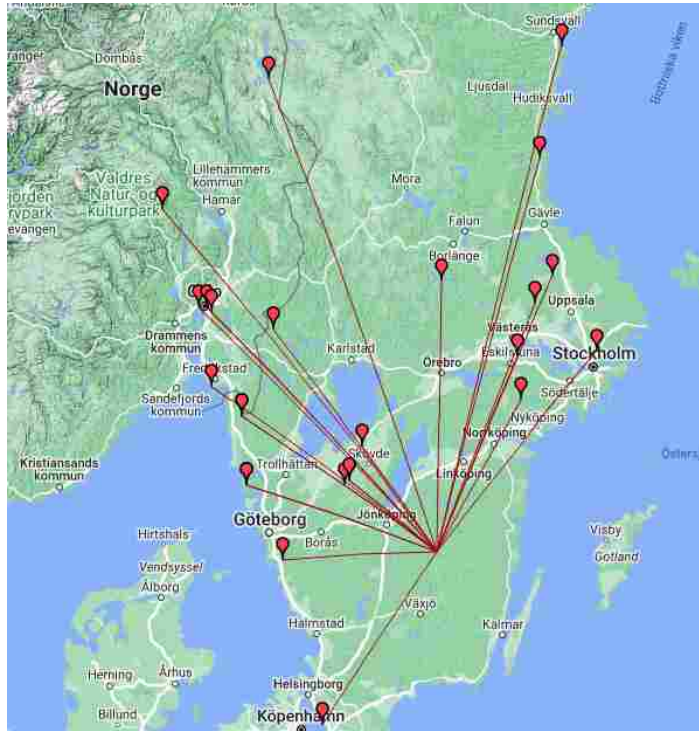 Sundsvall
Dombås
Ljusdal
Bottniska viken
Hudiksvall
Norge
Lillehammers
kommun
Valdres
Natur- og
kulturpark
Mora
Hamar
Falun
Gävle
Borlänge
Uppsala
Drammens
kommun
Västerås
Karlstad
Örebro
Eskilstuna
Stockholm
Fredrikstad
Sandefjords
kommun
Södertälje
Nyköping
Norrköping
Skövde
Kristiansands
kommun
Trollhättan
Linköping
Göteborg
Jönköping
Borås
Visby
Gotland
Hirtshals
Vendsyssel
Ålborg
Växjö
Halmstad
Kalmar
Herning
Århus
Helsingborg
Billund
Köpenhamn